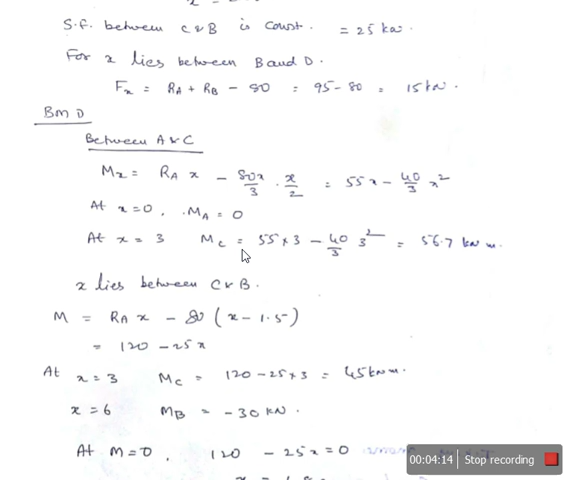 S.F. between C & B is Const. = 25 kN.
For x lies between B and D.
Fx = RA + RB - 80 = 95-80 = 15 kN.
BMD
Between A & C
Mx = RA x - 80x/3 . x/2 = 55x - 40/3 x²
At x=0, MA = 0
At x = 3 Mc = 55×3 - 40/3 3² = 56.7 kN m.
x lies between C & B.
M = RA x - 80 (x - 1.5)
= 120 - 25x
At x=3 Mc = 120-25×3 = 45 kN m.
x=6 MB = -30 KN.
At M=0, 120 - 25x = 0
00:04:14 Stop recording